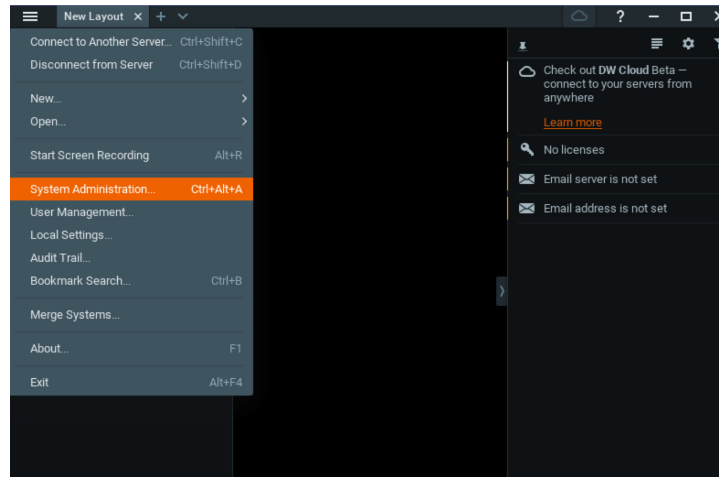 New Layout
Connect to Another Server... Ctrl+Shift+C
Disconnect from Server Ctrl+Shift+D
New...
Open...
Start Screen Recording Alt+R
System Administration... Ctrl+Alt+A
User Management...
Local Settings...
Audit Trail...
Bookmark Search... Ctrl+B
Merge Systems...
About... F1
Exit Alt+F4
Check out DW Cloud Beta —
connect to your servers from
anywhere
Learn more
No licenses
Email server is not set
Email address is not set